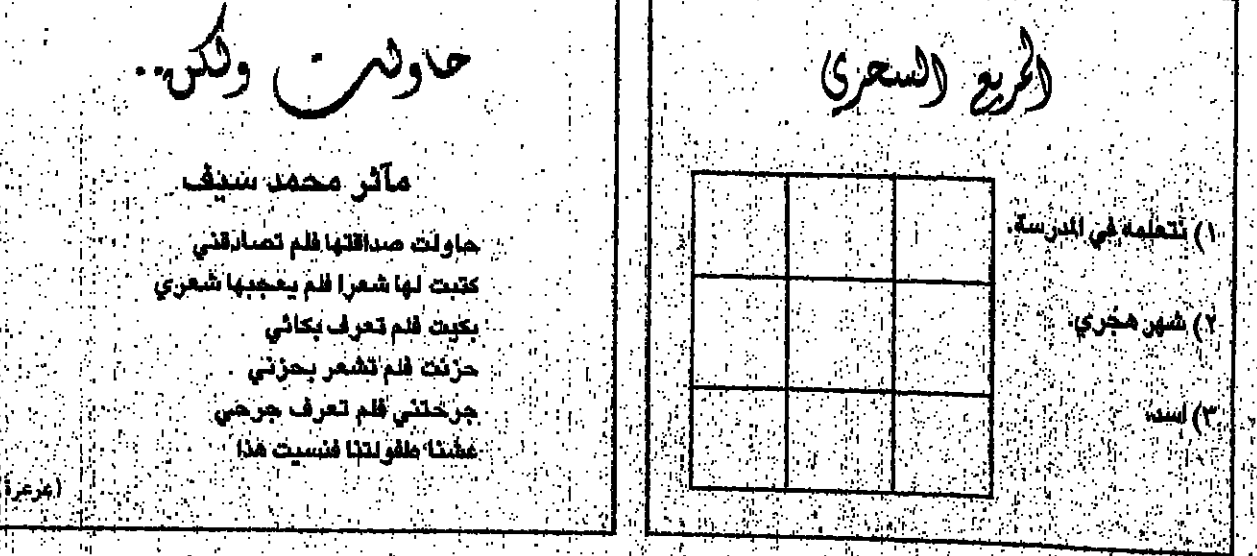 المربع السحري
١) نتعلمه في المدرسة.
٢) شهر هجري.
٣) أسد.
حاولت ولكن..
مآثر محمد سيف
حاولت صداقتها فلم تصادقني
كتبت لها شعرا فلم يعجبها شعري
بكيت فلم تعرف بكائي
حزنت فلم تشعر بحزني
جرحتني فلم تعرف جرحي
عشنا طفولتنا فنسيت هذا
(عرعرة)